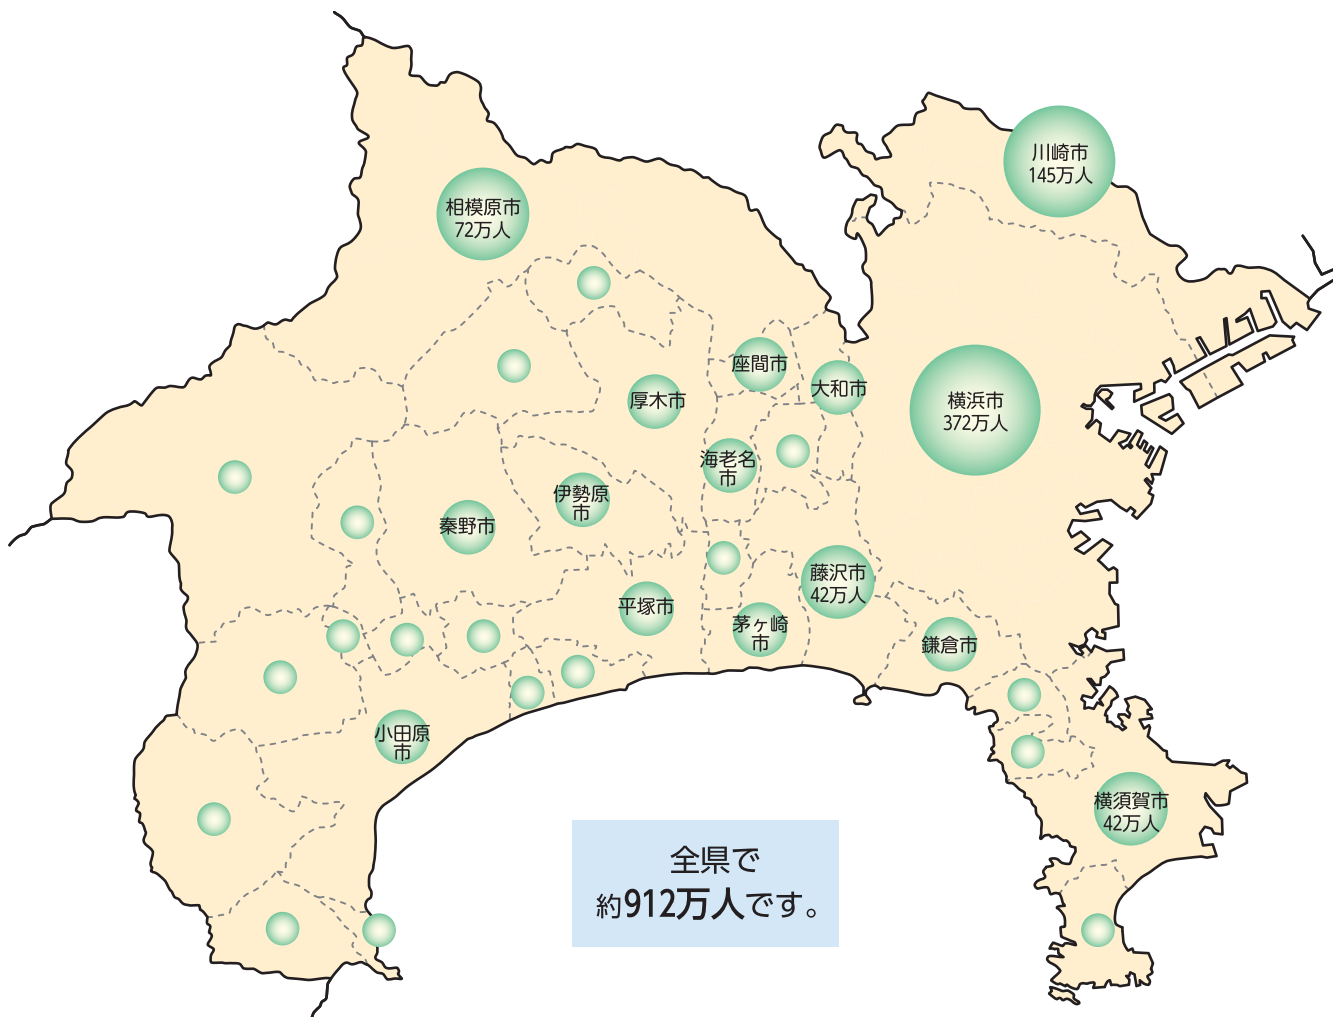 川崎市
145万人
相模原市
72万人
座間市
大和市
厚木市
横浜市
372万人
海老名
市
伊勢原
市
秦野市
藤沢市
42万人
平塚市
茅ヶ崎
市
鎌倉市
小田原
市
横須賀市
42万人
全県で
約912万人です。